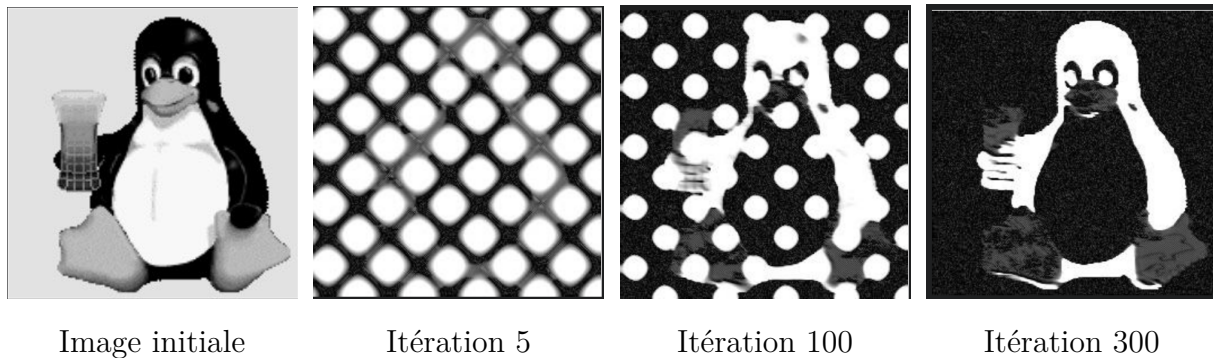 Image initiale
Itération 5
Itération 100
Itération 300